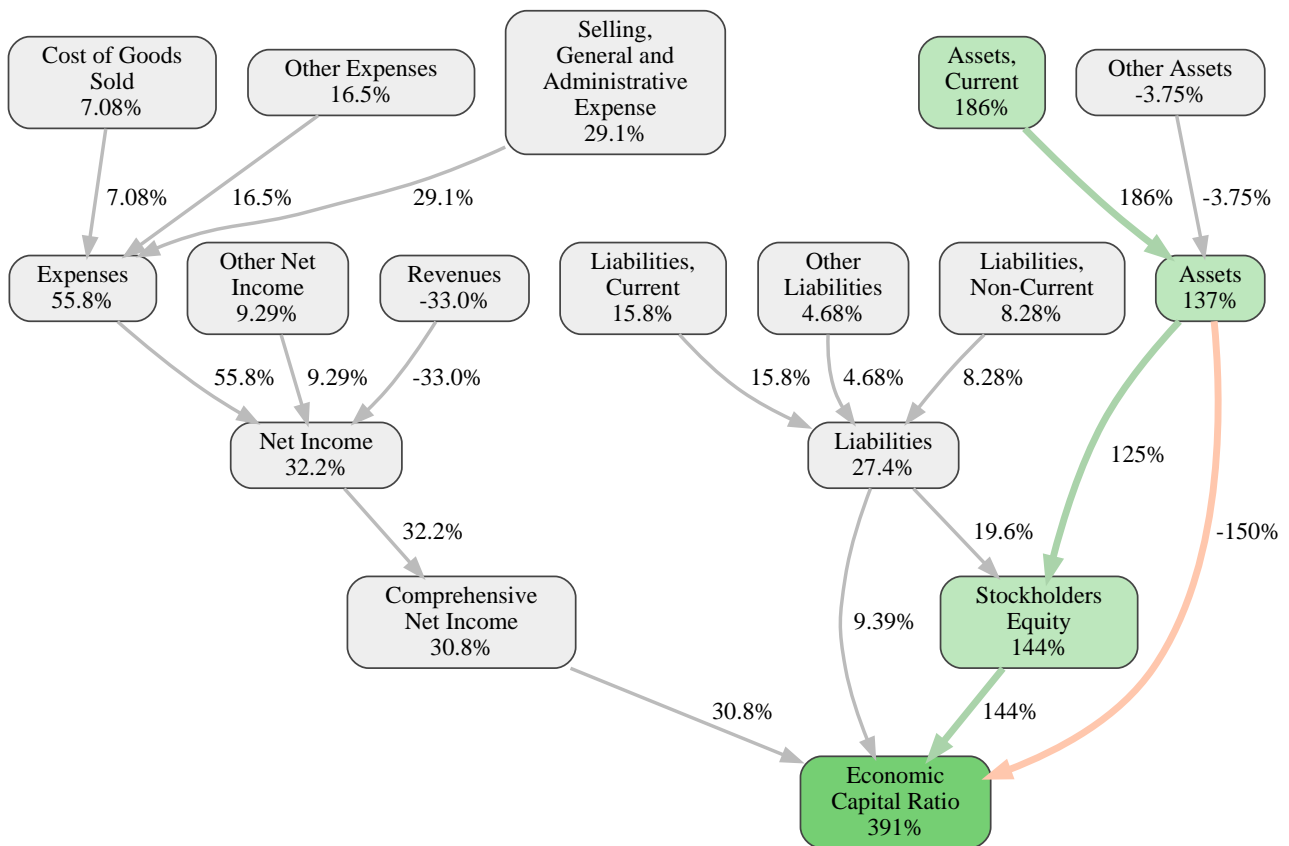 Cost of Goods
Sold
7.08%
Other Expenses
16.5%
Selling,
General and
Administrative
Expense
29.1%
Assets,
Current
186%
Other Assets
-3.75%
7.08%
16.5%
29.1%
186%
-3.75%
Expenses
55.8%
Other Net
Income
9.29%
Revenues
-33.0%
Liabilities,
Current
15.8%
Other
Liabilities
4.68%
Liabilities,
Non-Current
8.28%
Assets
137%
55.8%
9.29%
-33.0%
15.8%
4.68%
8.28%
Net Income
32.2%
Liabilities
27.4%
125%
32.2%
19.6%
-150%
Comprehensive
Net Income
30.8%
9.39%
Stockholders
Equity
144%
30.8%
144%
Economic
Capital Ratio
391%